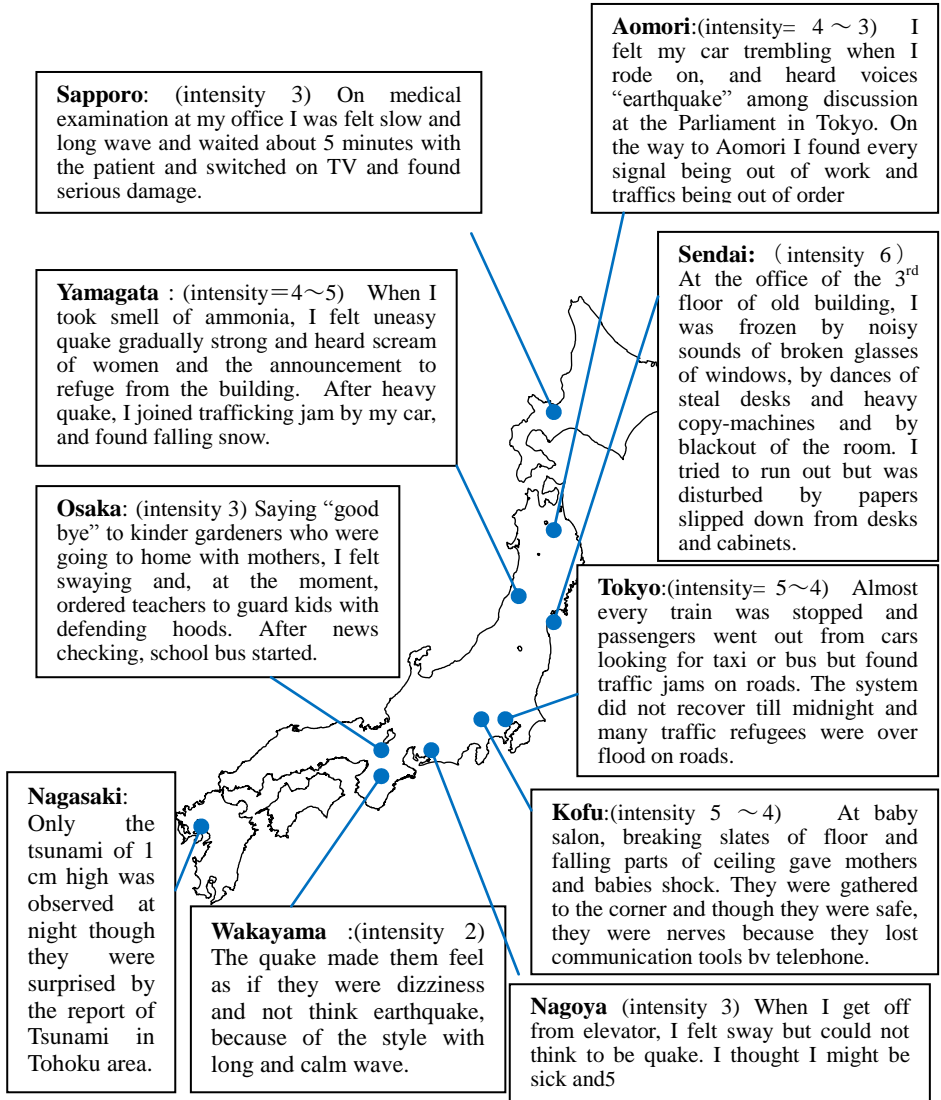 Aomori:(intensity= 4 ～ 3) I
felt my car trembling when I
rode on, and heard voices
“earthquake” among discussion
at the Parliament in Tokyo. On
the way to Aomori I found every
signal being out of work and
traffics being out of order
Sapporo: (intensity 3) On medical
examination at my office I was felt slow and
long wave and waited about 5 minutes with
the patient and switched on TV and found
serious damage.
Sendai: （intensity 6）
At the office of the 3rd
floor of old building, I
was frozen by noisy
sounds of broken glasses
of windows, by dances of
steal desks and heavy
copy-machines and by
blackout of the room. I
tried to run out but was
disturbed by papers
slipped down from desks
and cabinets.
Yamagata : (intensity＝4～5) When I
took smell of ammonia, I felt uneasy
quake gradually strong and heard scream
of women and the announcement to
refuge from the building. After heavy
quake, I joined trafficking jam by my car,
and found falling snow.
Osaka: (intensity 3) Saying “good
bye” to kinder gardeners who were
going to home with mothers, I felt
swaying and, at the moment,
ordered teachers to guard kids with
defending hoods. After news
checking, school bus started.
Tokyo:(intensity= 5～4) Almost
every train was stopped and
passengers went out from cars
looking for taxi or bus but found
traffic jams on roads. The system
did not recover till midnight and
many traffic refugees were over
flood on roads.
Nagasaki:
Only the
tsunami of 1
cm high was
observed at
night though
they were
surprised by
the report of
Tsunami in
Tohoku area.
Kofu:(intensity 5 ～4) At baby
salon, breaking slates of floor and
falling parts of ceiling gave mothers
and babies shock. They were gathered
to the corner and though they were safe,
they were nerves because they lost
communication tools by telephone.
Wakayama :(intensity 2)
The quake made them feel
as if they were dizziness
and not think earthquake,
because of the style with
long and calm wave.
Nagoya (intensity 3) When I get off
from elevator, I felt sway but could not
think to be quake. I thought I might be
sick and5